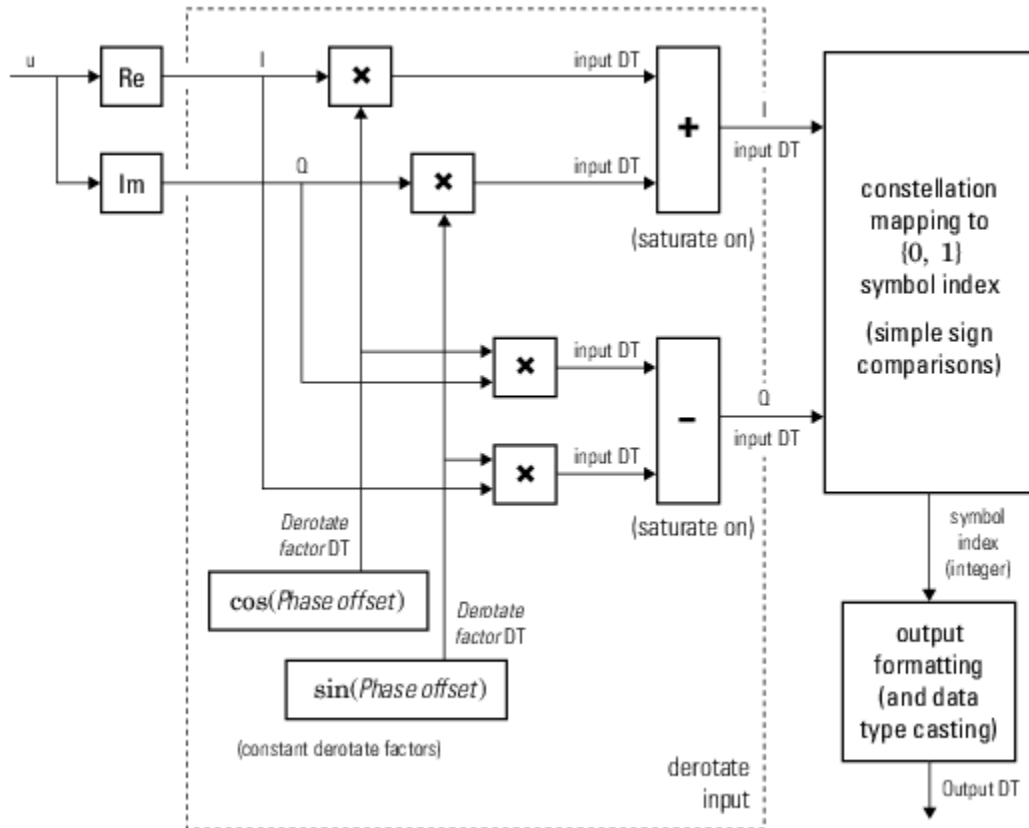 u
Re
I
×
input DT
+
I
input DT
Im
Q
×
input DT
(saturate on)
constellation
mapping to
{0, 1}
symbol index
(simple sign
comparisons)
×
input DT
−
Q
input DT
×
input DT
(saturate on)
Derotate
factor DT
cos(Phase offset)
Derotate
factor DT
sin(Phase offset)
(constant derotate factors)
derotate
input
symbol
index
(integer)
output
formatting
(and data
type casting)
Output DT